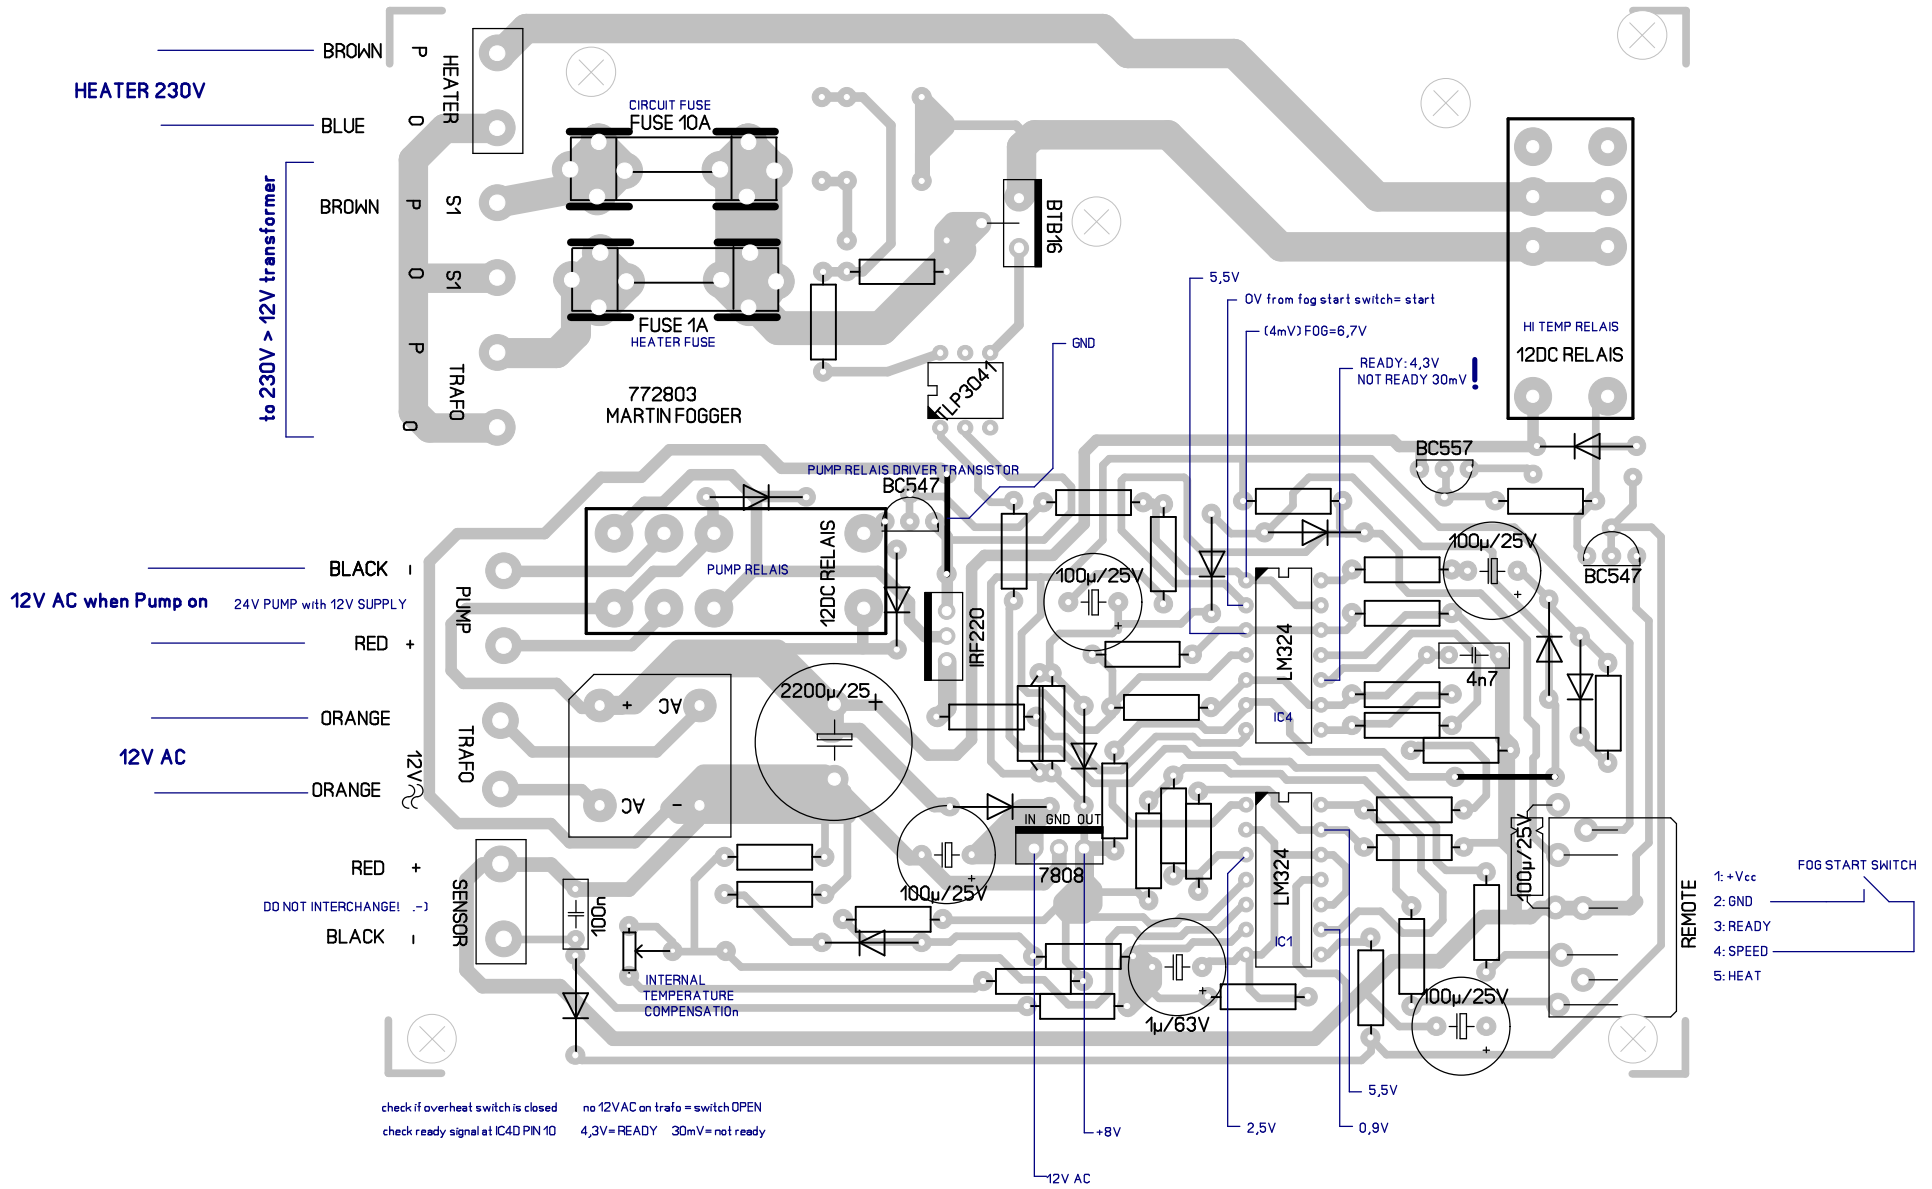 BROWN
P
HEATER
HEATER 230V
BLUE
O
CIRCUIT FUSE
FUSE 10A
to 230V > 12V transformer
BROWN
P
S1
BTB16
O
S1
FUSE 1A
HEATER FUSE
P
TRAFO
O
772803
MARTIN FOGGER
TLP3041
GND
5,5V
0V from fog start switch= start
(4mV) FOG=6,7V
READY: 4,3V
NOT READY 30mV !
HI TEMP RELAIS
12DC RELAIS
BC557
PUMP RELAIS DRIVER TRANSISTOR
BC547
100µ/25V
BC547
BLACK -
12V AC when Pump on
24V PUMP with 12V SUPPLY
PUMP
RED +
PUMP RELAIS
12DC RELAIS
IRF220
100µ/25V
+
+
LM324
IC4
4n7
ORANGE
12V AC
TRAFO
12V
ORANGE
+
AC
AC
-
2200µ/25
+
IN GND OUT
7808
100µ/25V
+
RED +
SENSOR
DO NOT INTERCHANGE! .-)
BLACK -
100n
INTERNAL
TEMPERATURE
COMPENSATIOn
LM324
IC1
1µ/63V
+
100µ/25V
100µ/25V
+
REMOTE
FOG START SWITCH
1: +Vcc
2: GND
3: READY
4: SPEED
5: HEAT
5,5V
0,9V
2,5V
+8V
12V AC
check if overheat switch is closed no 12VAC on trafo = switch OPEN
check ready signal at IC4D PIN 10 4,3V= READY 30mV= not ready